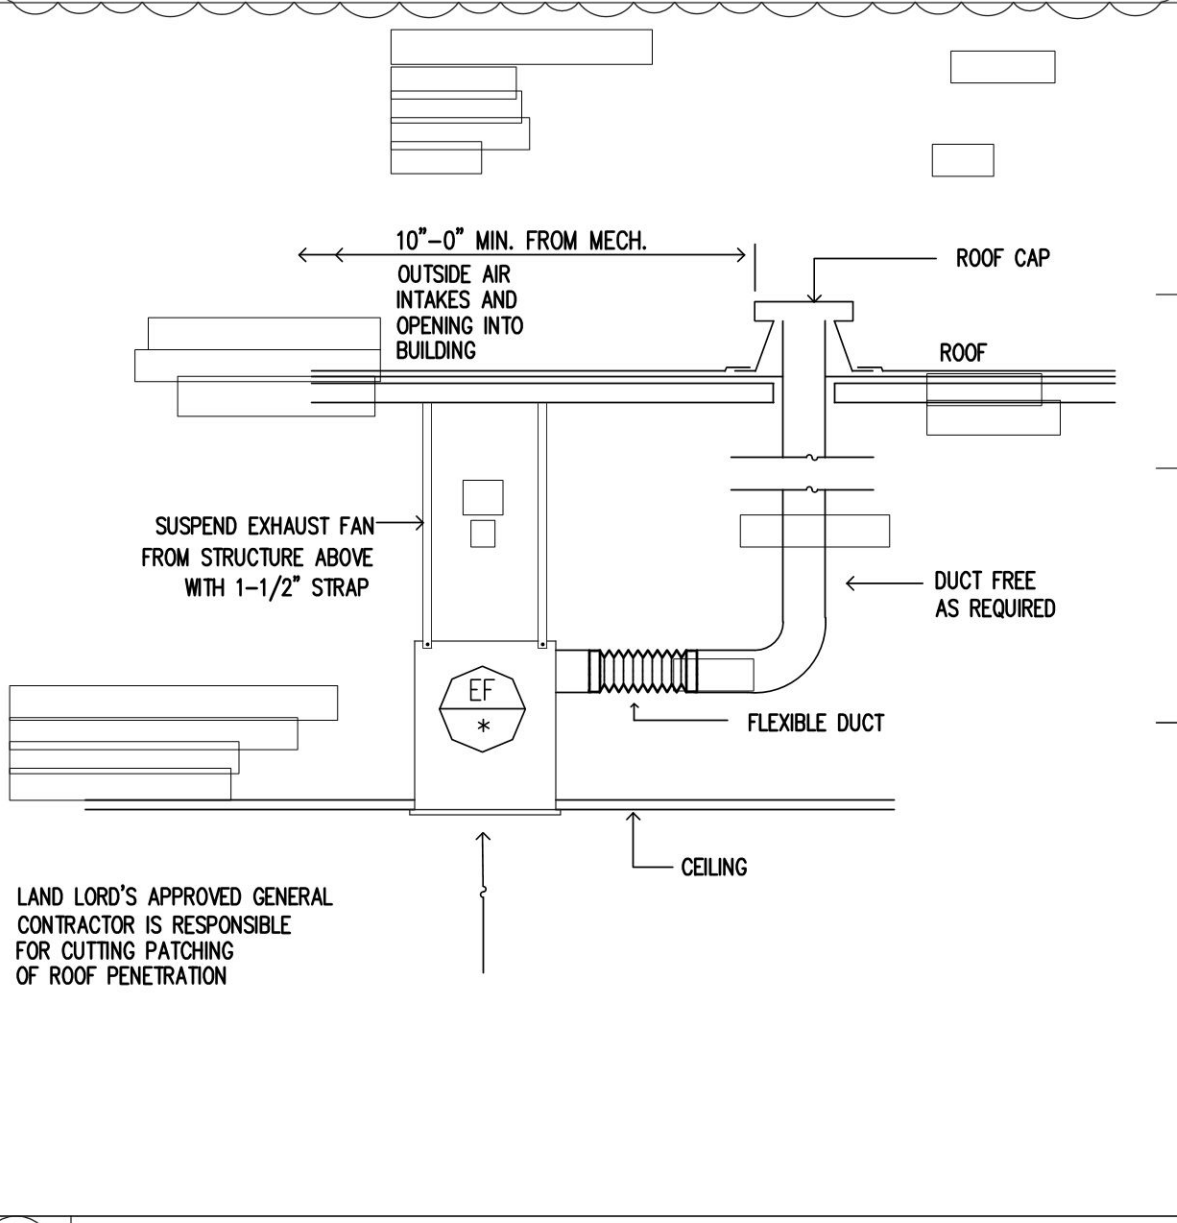 10"-0" MIN. FROM MECH.
OUTSIDE AIR
INTAKES AND
OPENING INTO
BUILDING
ROOF CAP
ROOF
SUSPEND EXHAUST FAN
FROM STRUCTURE ABOVE
WITH 1-1/2" STRAP
DUCT FREE
AS REQUIRED
EF
*
FLEXIBLE DUCT
CEILING
LAND LORD'S APPROVED GENERAL
CONTRACTOR IS RESPONSIBLE
FOR CUTTING PATCHING
OF ROOF PENETRATION